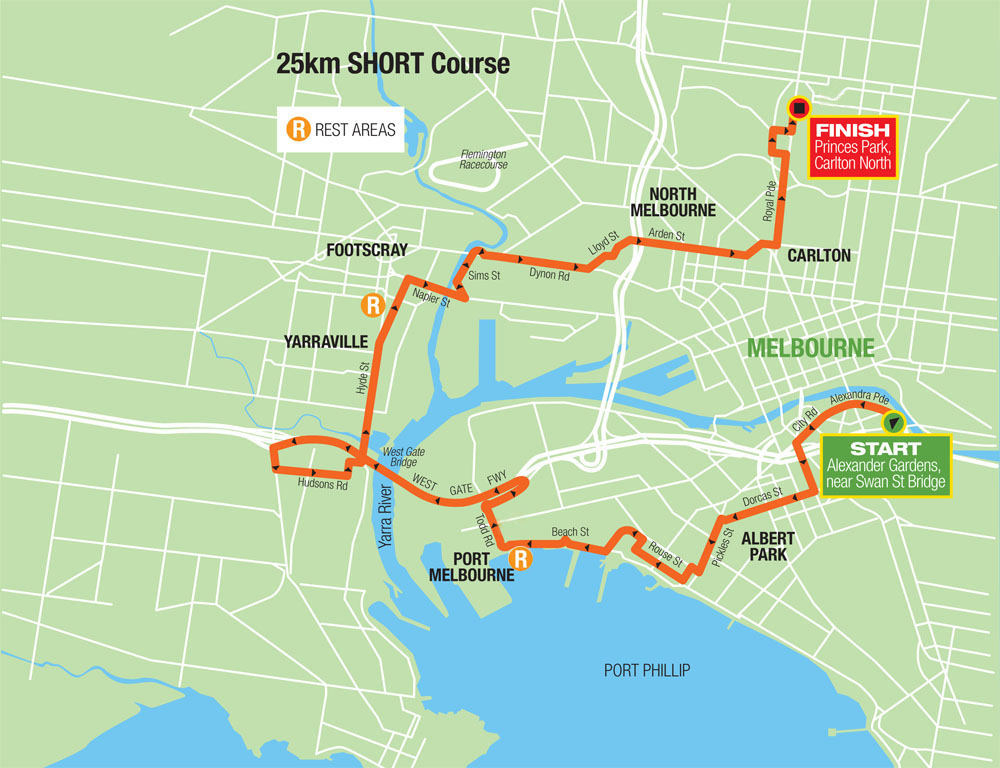 25km SHORT Course
R REST AREAS
Flemington
Racecourse
FINISH
Princes Park,
Carlton North
NORTH
MELBOURNE
Royal Pde
Lloyd St
Arden St
CARLTON
FOOTSCRAY
Sims St
Dynon Rd
Napier St
R
YARRAVILLE
MELBOURNE
Hyde St
Alexandra Pde
City Rd
START
Alexander Gardens,
near Swan St Bridge
West Gate
Bridge
Hudsons Rd
WEST GATE FWY
Yarra River
Dorcas St
Todd Rd
Beach St
Rouse St
Pickles St
ALBERT
PARK
PORT
MELBOURNE
R
PORT PHILLIP